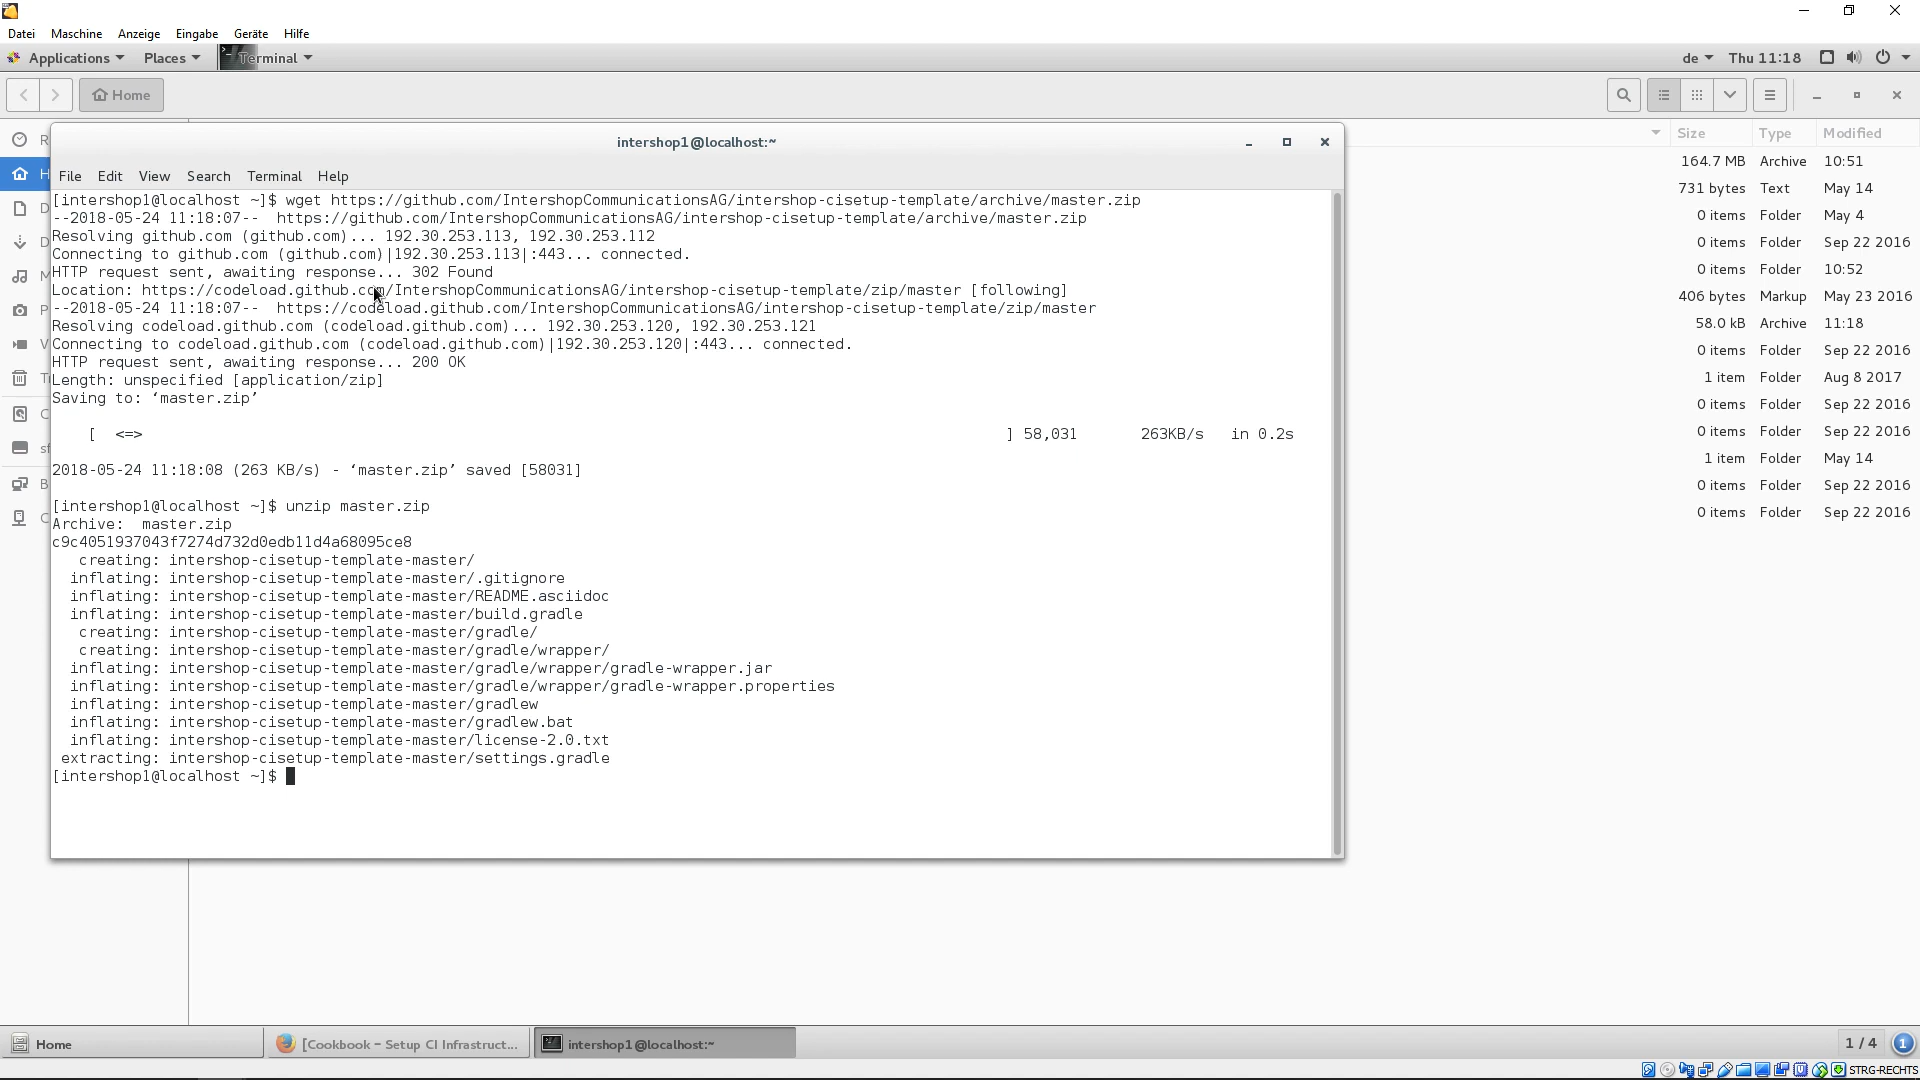 Datei Maschine Anzeige Eingabe Geräte Hilfe
Applications Places Terminal de Thu 11:18
Home
Size Type Modified
intershop1@localhost:~
R
164.7 MB Archive 10:51
H
File Edit View Search Terminal Help
731 bytes Text May 14
[intershop1@localhost ~]$ wget https://github.com/IntershopCommunicationsAG/intershop-cisetup-template/archive/master.zip
D
0 items Folder May 4
--2018-05-24 11:18:07-- https://github.com/IntershopCommunicationsAG/intershop-cisetup-template/archive/master.zip
Resolving github.com (github.com)... 192.30.253.113, 192.30.253.112
D
0 items Folder Sep 22 2016
Connecting to github.com (github.com)|192.30.253.113|:443... connected.
HTTP request sent, awaiting response... 302 Found
M
0 items Folder 10:52
Location: https://codeload.github.com/IntershopCommunicationsAG/intershop-cisetup-template/zip/master [following]
406 bytes Markup May 23 2016
--2018-05-24 11:18:07-- https://codeload.github.com/IntershopCommunicationsAG/intershop-cisetup-template/zip/master
P
Resolving codeload.github.com (codeload.github.com)... 192.30.253.120, 192.30.253.121
58.0 kB Archive 11:18
Connecting to codeload.github.com (codeload.github.com)|192.30.253.120|:443... connected.
V
0 items Folder Sep 22 2016
HTTP request sent, awaiting response... 200 OK
Length: unspecified [application/zip]
T
1 item Folder Aug 8 2017
Saving to: ‘master.zip’
0 items Folder Sep 22 2016
C
[ <=> ] 58,031 263KB/s in 0.2s
0 items Folder Sep 22 2016
sf
1 item Folder May 14
2018-05-24 11:18:08 (263 KB/s) - ‘master.zip’ saved [58031]
B
0 items Folder Sep 22 2016
[intershop1@localhost ~]$ unzip master.zip
C
0 items Folder Sep 22 2016
Archive: master.zip
c9c4051937043f7274d732d0edb11d4a68095ce8
creating: intershop-cisetup-template-master/
inflating: intershop-cisetup-template-master/.gitignore
inflating: intershop-cisetup-template-master/README.asciidoc
inflating: intershop-cisetup-template-master/build.gradle
creating: intershop-cisetup-template-master/gradle/
creating: intershop-cisetup-template-master/gradle/wrapper/
inflating: intershop-cisetup-template-master/gradle/wrapper/gradle-wrapper.jar
inflating: intershop-cisetup-template-master/gradle/wrapper/gradle-wrapper.properties
inflating: intershop-cisetup-template-master/gradlew
inflating: intershop-cisetup-template-master/gradlew.bat
inflating: intershop-cisetup-template-master/license-2.0.txt
extracting: intershop-cisetup-template-master/settings.gradle
[intershop1@localhost ~]$
Home [Cookbook – Setup CI Infrastruct... intershop1@localhost:~ 1 / 4 1
STRG-RECHTS